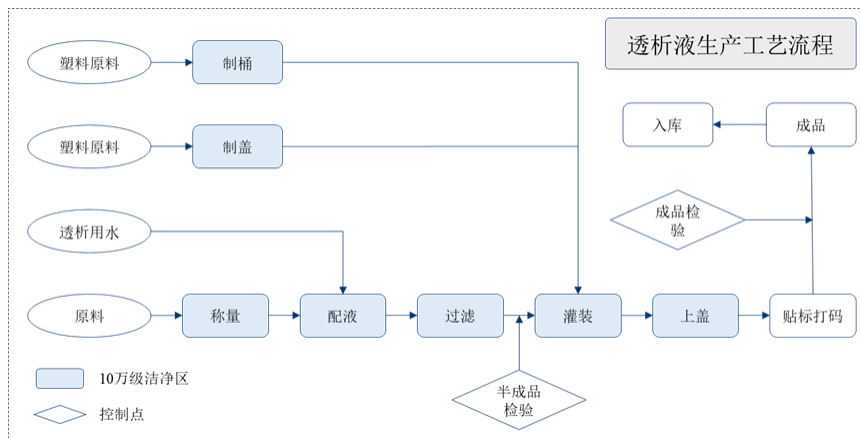 透析液生产工艺流程
塑料原料
制桶
入库
成品
塑料原料
制盖
成品检
验
透析用水
原料
称量
配液
过滤
灌装
上盖
贴标打码
10万级洁净区
半成品
检验
控制点